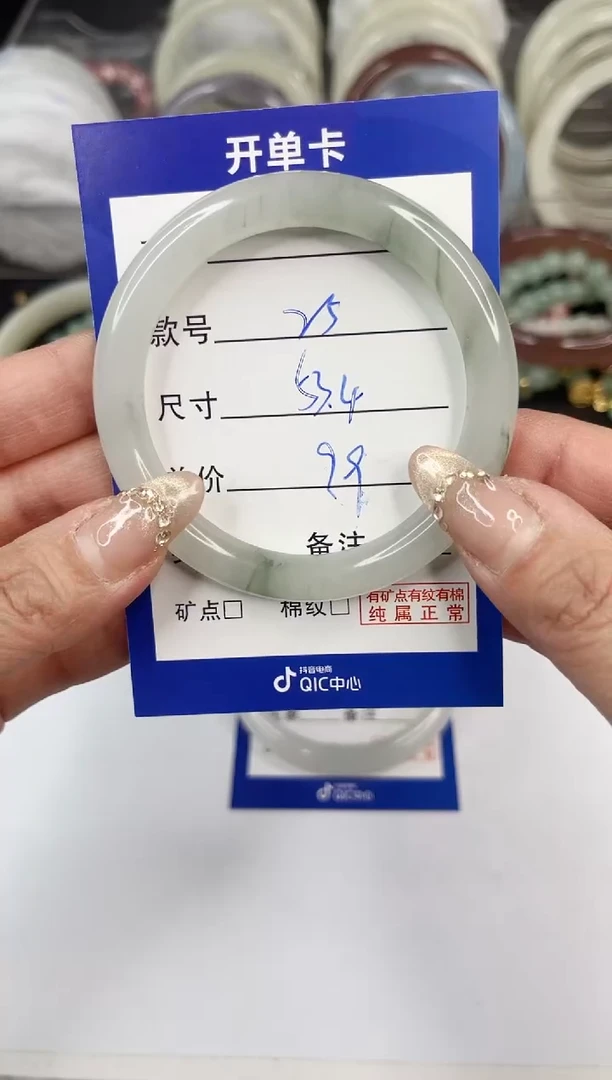 开单卡
款号 25
尺寸 53.4
价 99
备注
矿点□ 棉纹□
有矿点有纹有棉
纯属正常
抖音电商
QIC中心